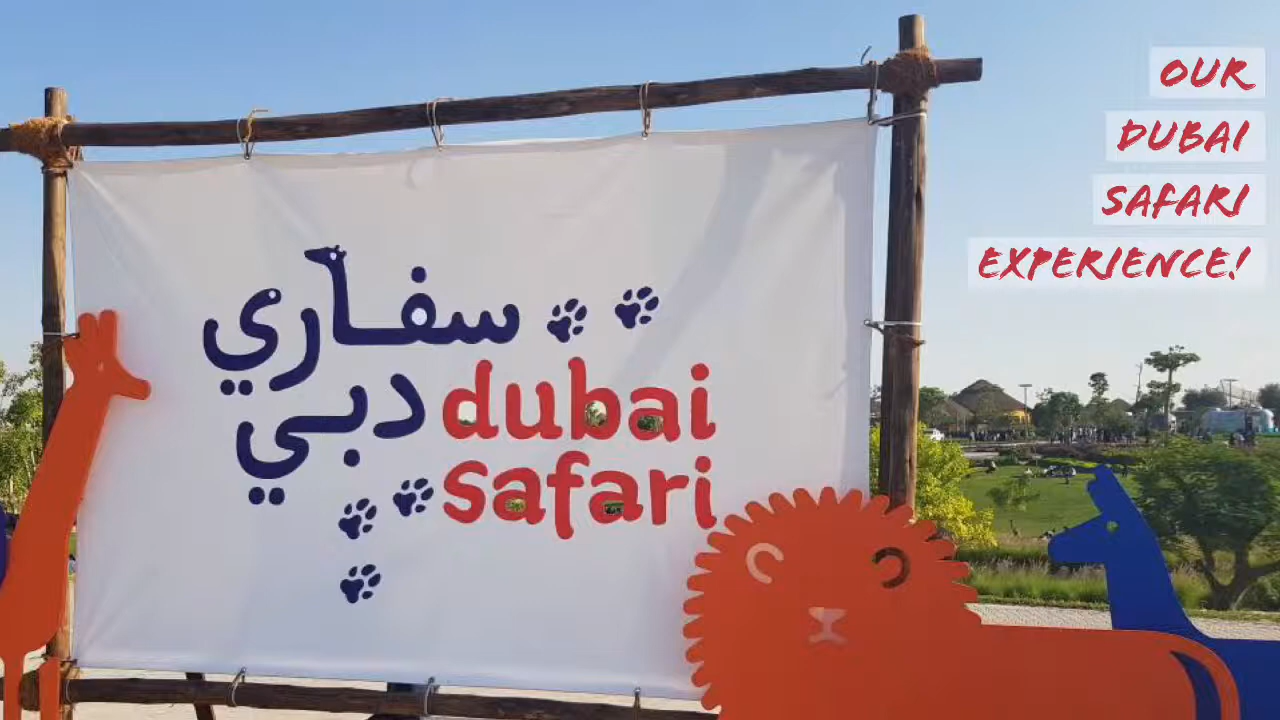 سفاري
دبي
dubai
safari
OUR
DUBAI
SAFARI
EXPERIENCE!